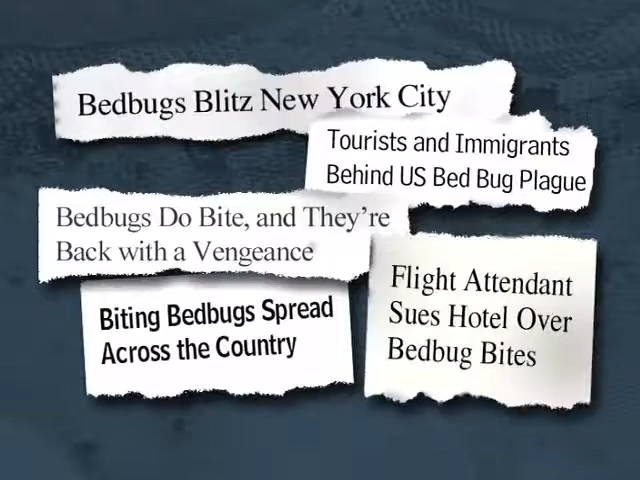 Bedbugs Blitz New York City
Tourists and Immigrants
Behind US Bed Bug Plague
Bedbugs Do Bite, and They're
Back with a Vengeance
Biting Bedbugs Spread
Across the Country
Flight Attendant
Sues Hotel Over
Bedbug Bites